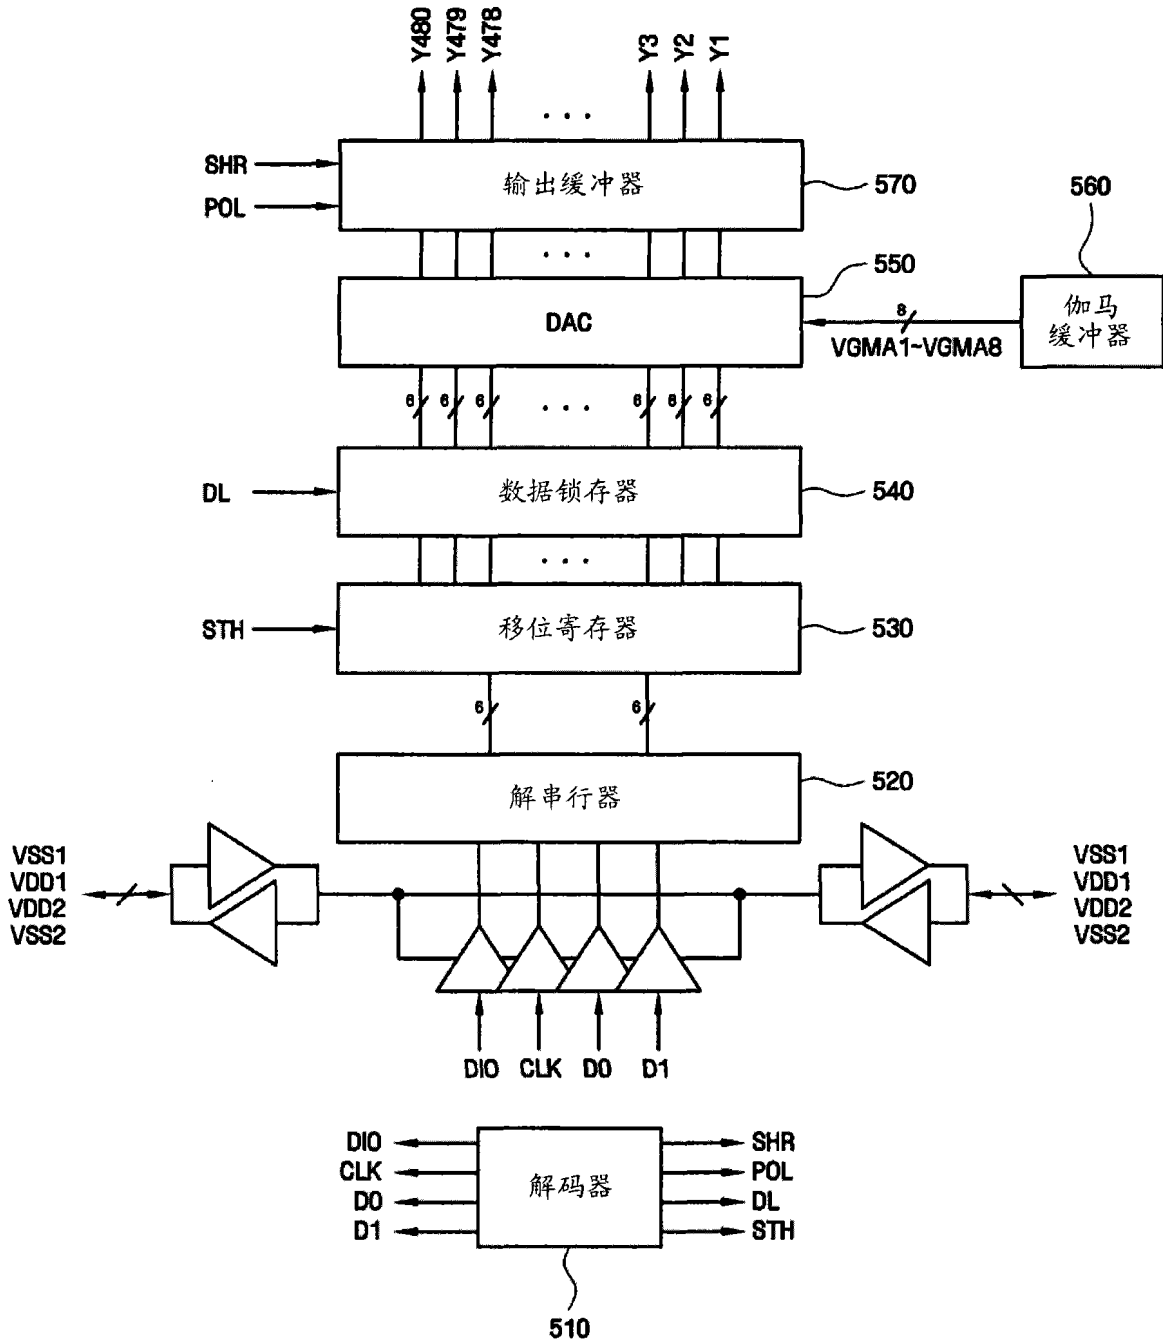 Y480
Y479
Y478
Y3
Y2
Y1
SHR
POL
输出缓冲器
570
560
550
DAC
8
VGMA1~VGMA8
伽马
缓冲器
6
6
6
6
6
6
DL
数据锁存器
540
STH
移位寄存器
530
6
6
解串行器
520
VSS1
VDD1
VDD2
VSS2
VSS1
VDD1
VDD2
VSS2
DIO
CLK
D0
D1
DIO
CLK
D0
D1
解码器
SHR
POL
DL
STH
510